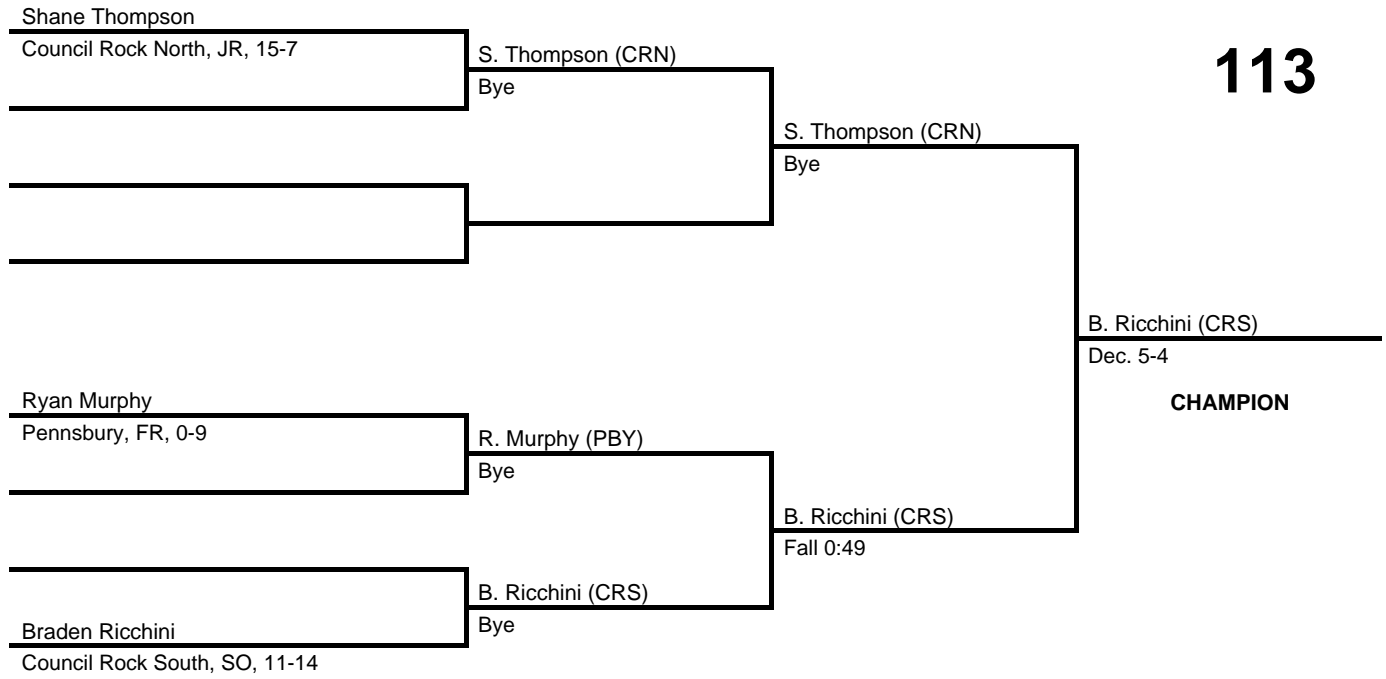 Shane Thompson
Council Rock North, JR, 15-7
S. Thompson (CRN)
Bye
113
S. Thompson (CRN)
Bye
B. Ricchini (CRS)
Dec. 5-4
CHAMPION
Ryan Murphy
Pennsbury, FR, 0-9
R. Murphy (PBY)
Bye
B. Ricchini (CRS)
Fall 0:49
B. Ricchini (CRS)
Bye
Braden Ricchini
Council Rock South, SO, 11-14